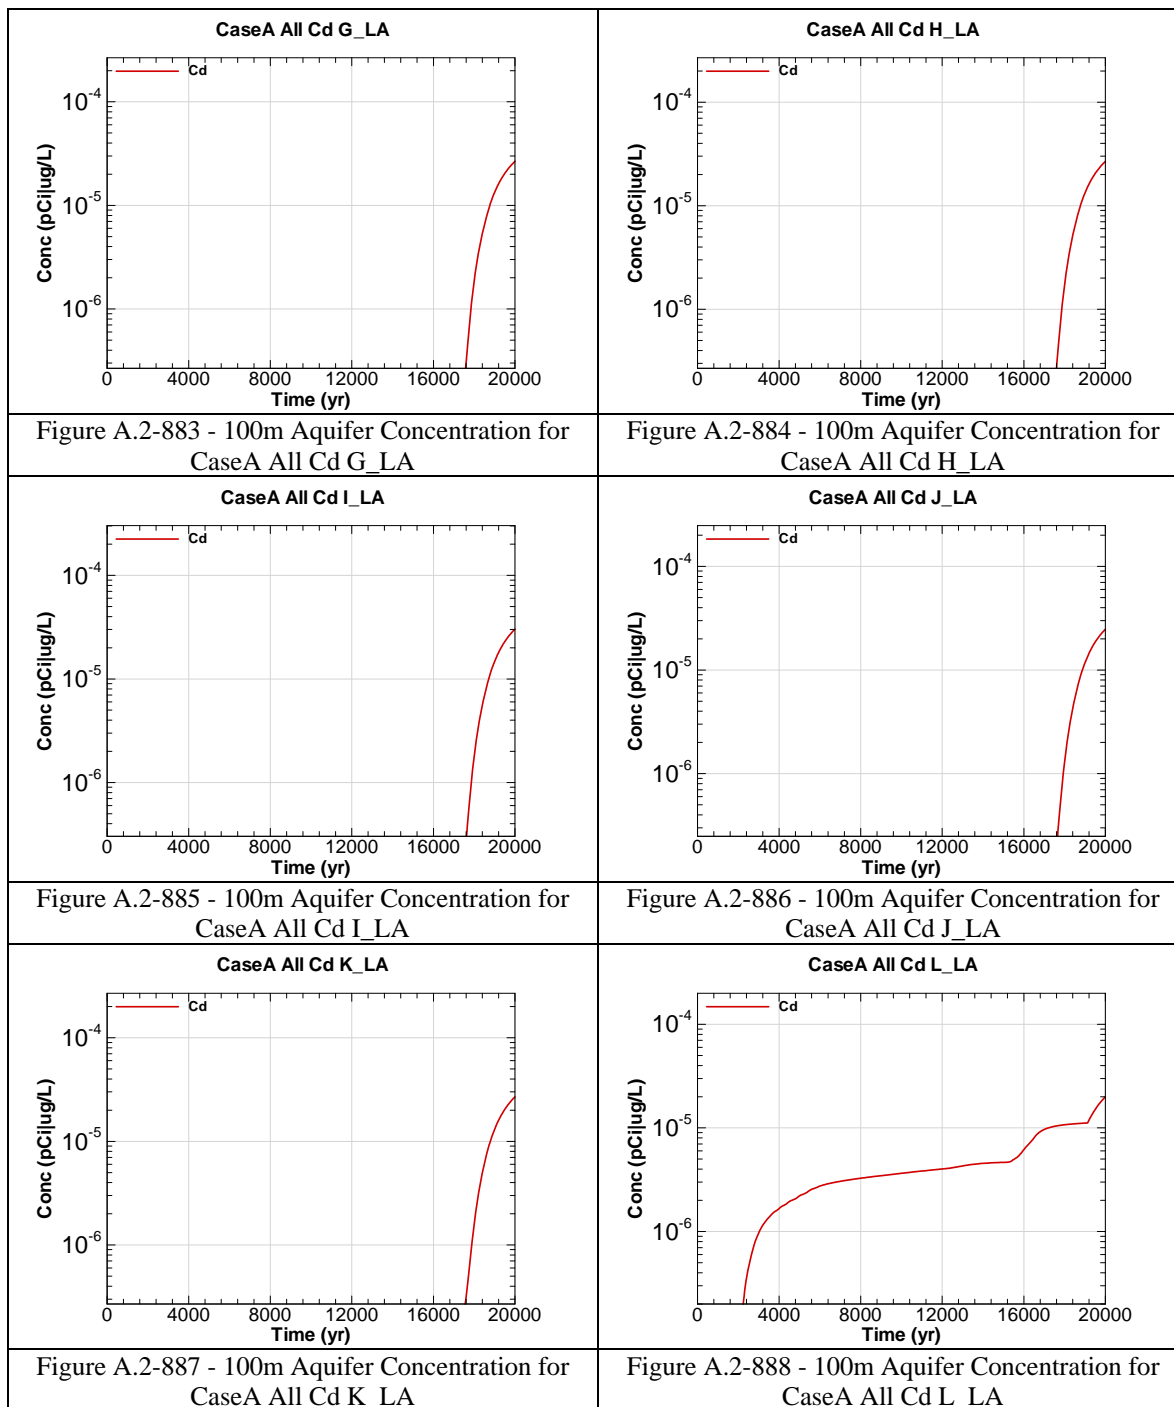 CaseA All Cd G_LA
Cd
10-4
10-5
10-6
Conc (pCi|ug/L)
0 4000 8000 12000 16000 20000
Time (yr)
Figure A.2-883 - 100m Aquifer Concentration for
CaseA All Cd G_LA
CaseA All Cd H_LA
Cd
10-4
10-5
10-6
Conc (pCi|ug/L)
0 4000 8000 12000 16000 20000
Time (yr)
Figure A.2-884 - 100m Aquifer Concentration for
CaseA All Cd H_LA
CaseA All Cd I_LA
Cd
10-4
10-5
10-6
Conc (pCi|ug/L)
0 4000 8000 12000 16000 20000
Time (yr)
Figure A.2-885 - 100m Aquifer Concentration for
CaseA All Cd I_LA
CaseA All Cd J_LA
Cd
10-4
10-5
10-6
Conc (pCi|ug/L)
0 4000 8000 12000 16000 20000
Time (yr)
Figure A.2-886 - 100m Aquifer Concentration for
CaseA All Cd J_LA
CaseA All Cd K_LA
Cd
10-4
10-5
10-6
Conc (pCi|ug/L)
0 4000 8000 12000 16000 20000
Time (yr)
Figure A.2-887 - 100m Aquifer Concentration for
CaseA All Cd K_LA
CaseA All Cd L_LA
Cd
10-4
10-5
10-6
Conc (pCi|ug/L)
0 4000 8000 12000 16000 20000
Time (yr)
Figure A.2-888 - 100m Aquifer Concentration for
CaseA All Cd L_LA